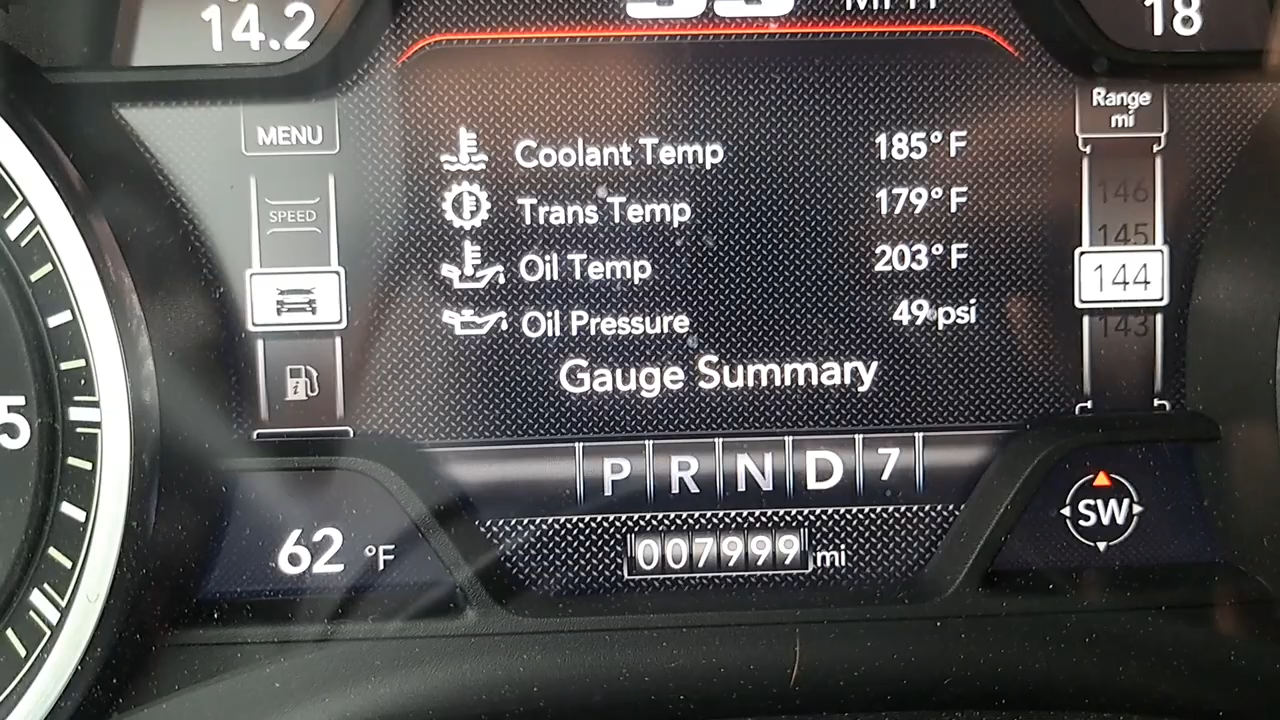 14.2
18
MENU
Range
mi
SPEED
Coolant Temp 185°F
Trans Temp 179°F
Oil Temp 203°F
Oil Pressure 49 psi
Gauge Summary
146
145
144
143
5
P R N D 7
62 °F
007999 mi
SW